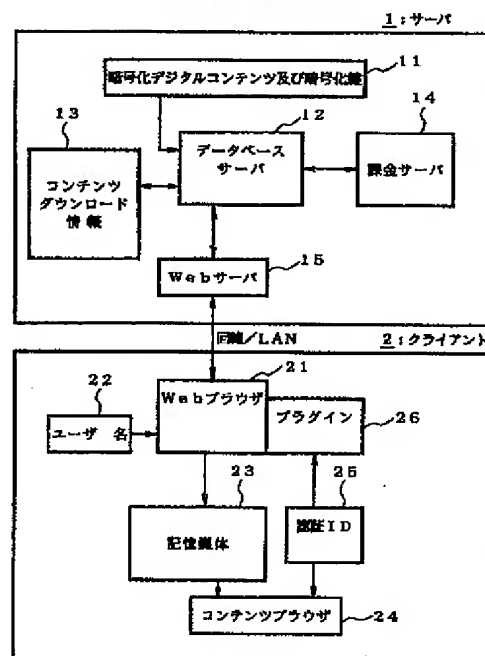 1：サーバ
11
暗号化デジタルコンテンツ及び暗号化鍵
13
12
14
コンテンツ
ダウンロード
情報
データベース
サーバ
課金サーバ
15
Webサーバ
回線／LAN
2：クライアント
21
22
Webブラウザ
プラグイン
26
ユーザ 名
23
25
記憶媒体
認証ID
コンテンツブラウザ
24